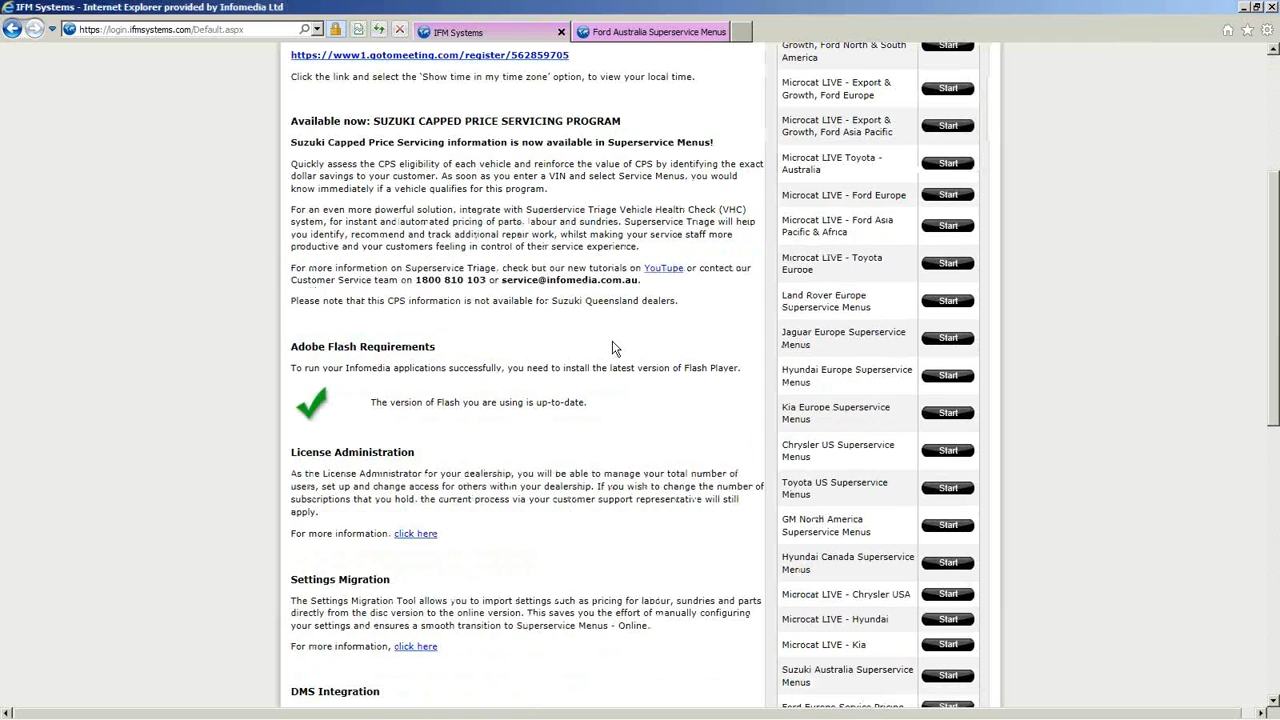 IFM Systems - Internet Explorer provided by Infomedia Ltd
https://login.ifmsystems.com/Default.aspx
IFM Systems
Ford Australia Superservice Menus
https://www1.gotomeeting.com/register/562859705
Click the link and select the 'Show time in my time zone' option, to view your local time.
Available now: SUZUKI CAPPED PRICE SERVICING PROGRAM
Suzuki Capped Price Servicing information is now available in Superservice Menus!
Quickly assess the CPS eligibility of each vehicle and reinforce the value of CPS by identifying the exact
dollar savings to your customer. As soon as you enter a VIN and select Service Menus, you would
know immediately if a vehicle qualifies for this program.
For an even more powerful solution, integrate with Superdervice Triage Vehicle Health Check (VHC)
system, for instant and automated pricing of parts, labour and sundries. Superservice Triage will help
you identify, recommend and track additional repair work, whilst making your service staff more
productive and your customers feeling in control of their service experience.
For more information on Superservice Triage, check but our new tutorials on YouTube or contact our
Customer Service team on 1800 810 103 or service@infomedia.com.au.
Please note that this CPS information is not available for Suzuki Queensland dealers.
Adobe Flash Requirements
To run your Infomedia applications successfully, you need to install the latest version of Flash Player.
The version of Flash you are using is up-to-date.
License Administration
As the License Administrator for your dealership, you will be able to manage your total number of
users, set up and change access for others within your dealership. If you wish to change the number of
subscriptions that you hold, the current process via your customer support representative will still
apply.
For more information, click here
Settings Migration
The Settings Migration Tool allows you to import settings such as pricing for labour, sundries and parts
directly from the disc version to the online version. This saves you the effort of manually configuring
your settings and ensures a smooth transition to Superservice Menus - Online.
For more information, click here
DMS Integration
Growth, Ford North & South
America
Start
Microcat LIVE - Export &
Growth, Ford Europe
Start
Microcat LIVE - Export &
Growth, Ford Asia Pacific
Start
Microcat LIVE Toyota -
Australia
Start
Microcat LIVE - Ford Europe
Start
Microcat LIVE - Ford Asia
Pacific & Africa
Start
Microcat LIVE - Toyota
Europe
Start
Land Rover Europe
Superservice Menus
Start
Jaguar Europe Superservice
Menus
Start
Hyundai Europe Superservice
Menus
Start
Kia Europe Superservice
Menus
Start
Chrysler US Superservice
Menus
Start
Toyota US Superservice
Menus
Start
GM North America
Superservice Menus
Start
Hyundai Canada Superservice
Menus
Start
Microcat LIVE - Chrysler USA
Start
Microcat LIVE - Hyundai
Start
Microcat LIVE - Kia
Start
Suzuki Australia Superservice
Menus
Start
Ford Europe Service Pricing